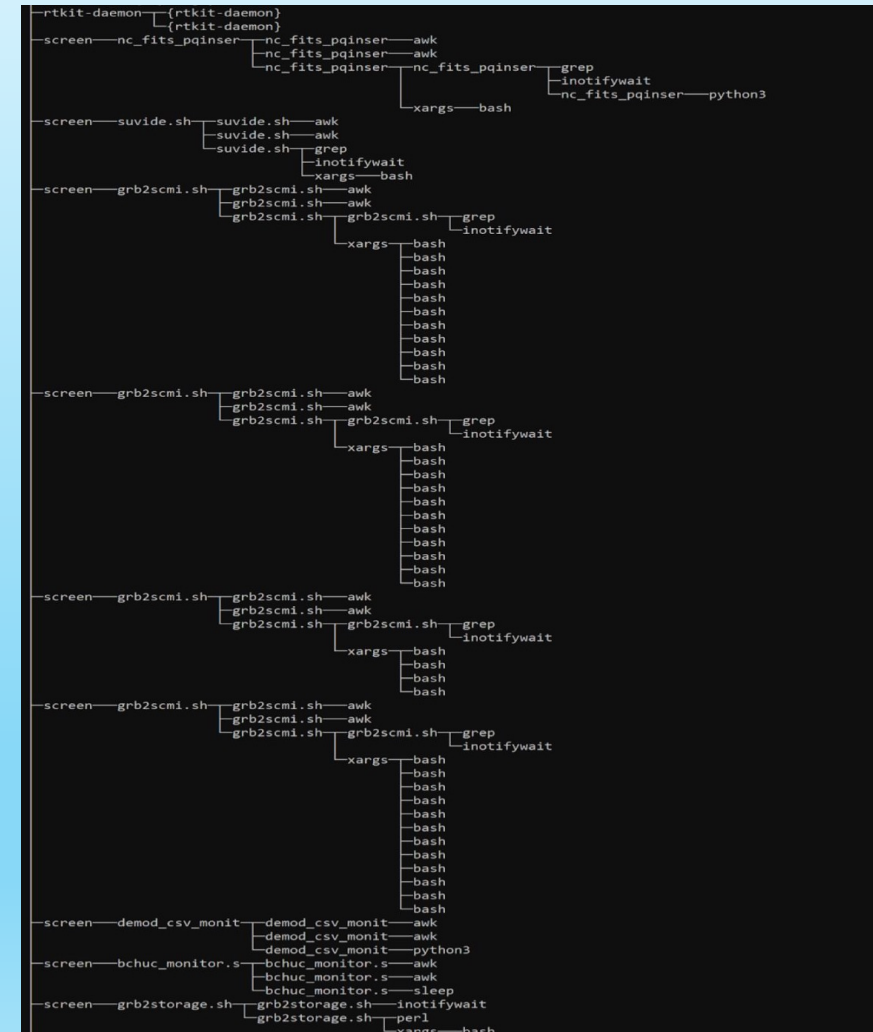 ├─rtkit-daemon─┬─{rtkit-daemon}
│              └─{rtkit-daemon}
├─screen───nc_fits_pqinser─┬─nc_fits_pqinser───awk
│                          ├─nc_fits_pqinser───awk
│                          └─nc_fits_pqinser─┬─nc_fits_pqinser─┬─grep
│                                            │                 ├─inotifywait
│                                            │                 └─nc_fits_pqinser───python3
│                                            └─xargs───bash
├─screen───suvide.sh─┬─suvide.sh───awk
│                    ├─suvide.sh───awk
│                    └─suvide.sh─┬─grep
│                                ├─inotifywait
│                                └─xargs───bash
├─screen───grb2scmi.sh─┬─grb2scmi.sh───awk
│                      ├─grb2scmi.sh───awk
│                      └─grb2scmi.sh─┬─grb2scmi.sh─┬─grep
│                                    │             └─inotifywait
│                                    └─xargs─┬─bash
│                                            ├─bash
│                                            ├─bash
│                                            ├─bash
│                                            ├─bash
│                                            ├─bash
│                                            ├─bash
│                                            ├─bash
│                                            ├─bash
│                                            ├─bash
│                                            └─bash
├─screen───grb2scmi.sh─┬─grb2scmi.sh───awk
│                      ├─grb2scmi.sh───awk
│                      └─grb2scmi.sh─┬─grb2scmi.sh─┬─grep
│                                    │             └─inotifywait
│                                    └─xargs─┬─bash
│                                            ├─bash
│                                            ├─bash
│                                            ├─bash
│                                            ├─bash
│                                            ├─bash
│                                            ├─bash
│                                            ├─bash
│                                            ├─bash
│                                            ├─bash
│                                            └─bash
├─screen───grb2scmi.sh─┬─grb2scmi.sh───awk
│                      ├─grb2scmi.sh───awk
│                      └─grb2scmi.sh─┬─grb2scmi.sh─┬─grep
│                                    │             └─inotifywait
│                                    └─xargs─┬─bash
│                                            ├─bash
│                                            ├─bash
│                                            └─bash
├─screen───grb2scmi.sh─┬─grb2scmi.sh───awk
│                      ├─grb2scmi.sh───awk
│                      └─grb2scmi.sh─┬─grb2scmi.sh─┬─grep
│                                    │             └─inotifywait
│                                    └─xargs─┬─bash
│                                            ├─bash
│                                            ├─bash
│                                            ├─bash
│                                            ├─bash
│                                            ├─bash
│                                            ├─bash
│                                            ├─bash
│                                            ├─bash
│                                            ├─bash
│                                            ├─bash
│                                            └─bash
├─screen───demod_csv_monit─┬─demod_csv_monit───awk
│                          ├─demod_csv_monit───awk
│                          └─demod_csv_monit───python3
├─screen───bchuc_monitor.s─┬─bchuc_monitor.s───awk
│                          ├─bchuc_monitor.s───awk
│                          └─bchuc_monitor.s───sleep
├─screen───grb2storage.sh─┬─grb2storage.sh───inotifywait
│                         └─grb2storage.sh─┬─perl
│                                          └─xargs───bash